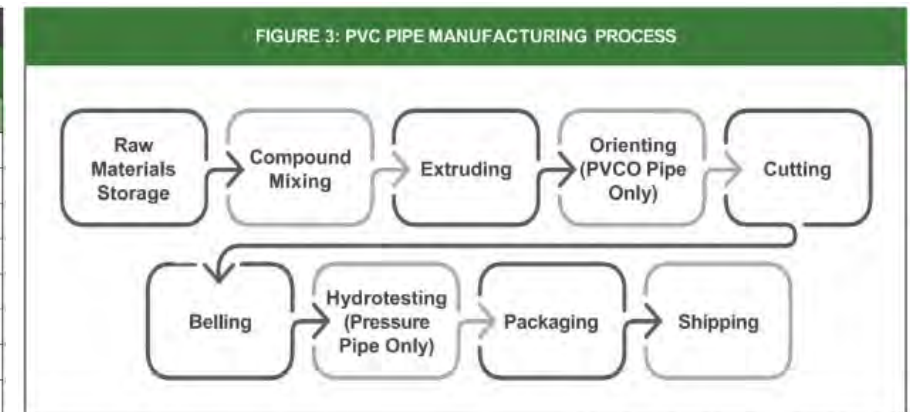 FIGURE 3: PVC PIPE MANUFACTURING PROCESS
Raw
Materials
Storage
Compound
Mixing
Extruding
Orienting
(PVCO Pipe
Only)
Cutting
Belling
Hydrotesting
(Pressure
Pipe Only)
Packaging
Shipping